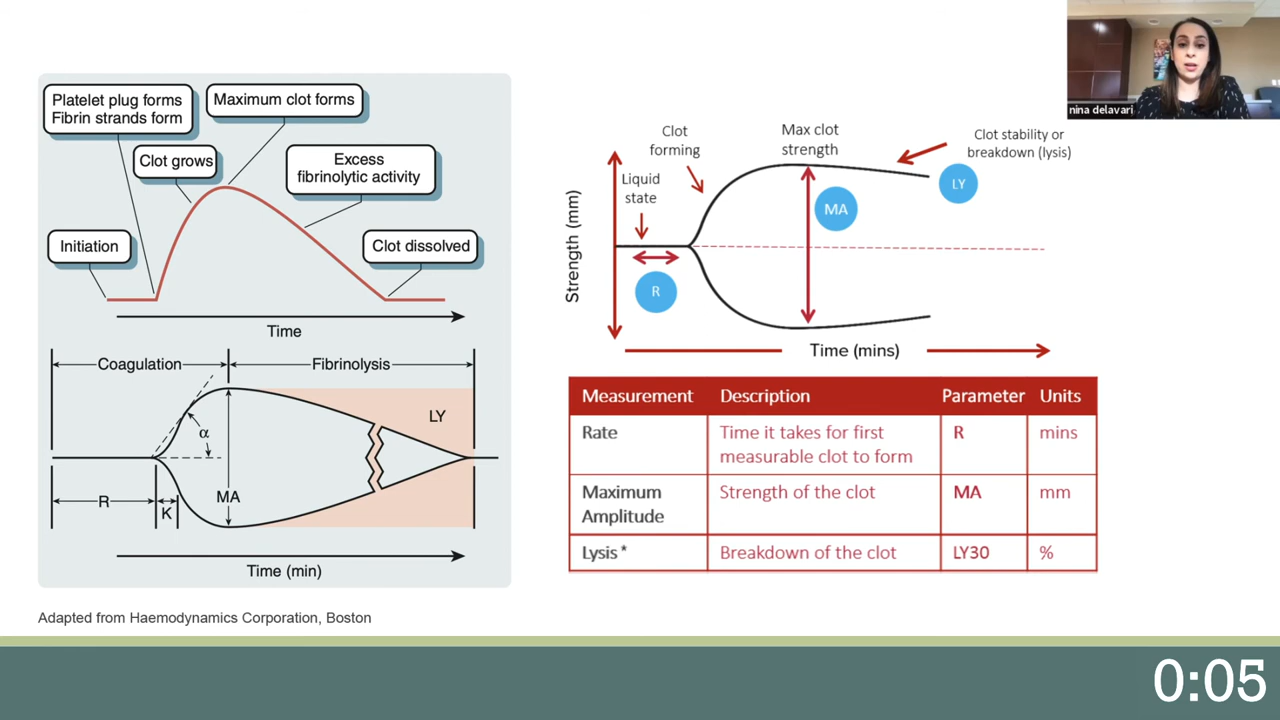 Platelet plug forms
Fibrin strands form
Maximum clot forms
Clot grows
Excess
fibrinolytic activity
Initiation
Clot dissolved
Time
Coagulation
Fibrinolysis
LY
α
R
K
MA
Time (min)
Adapted from Haemodynamics Corporation, Boston
nina delavari
Clot
forming
Max clot
strength
Clot stability or
breakdown (lysis)
Liquid
state
LY
MA
R
Strength (mm)
Time (mins)
Measurement Description Parameter Units
Rate Time it takes for first R mins
measurable clot to form
Maximum Strength of the clot MA mm
Amplitude
Lysis * Breakdown of the clot LY30 %
0:05